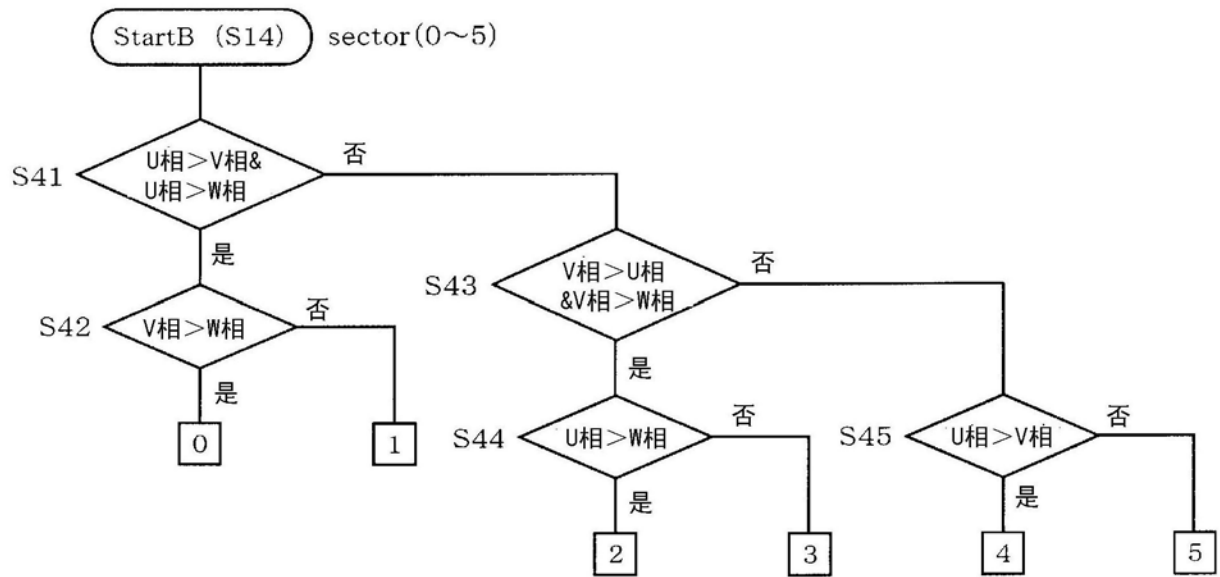 StartB (S14) sector(0～5)
S41
U相＞V相&
U相＞W相
否
是
S42
V相＞W相
否
是
0
1
S43
V相＞U相
&V相＞W相
否
是
S44
U相＞W相
否
是
2
3
S45
U相＞V相
否
是
4
5